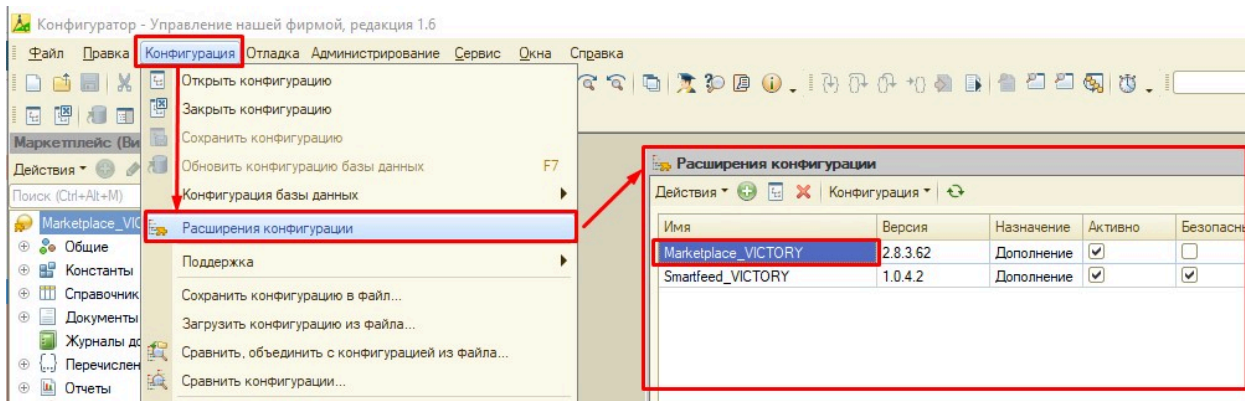 Конфигуратор - Управление нашей фирмой, редакция 1.6
Файл Правка Конфигурация Отладка Администрирование Сервис Окна Справка
Открыть конфигурацию
Закрыть конфигурацию
Сохранить конфигурацию
Обновить конфигурацию базы данных F7
Конфигурация базы данных
Расширения конфигурации
Поддержка
Сохранить конфигурацию в файл...
Загрузить конфигурацию из файла...
Сравнить, объединить с конфигурацией из файла...
Сравнить конфигурации...
Маркетплейс (Ви
Действия
Поиск (Ctrl+Alt+M)
Marketplace_VIC
Общие
Константы
Справочник
Документы
Журналы до
Перечислен
Отчеты
Расширения конфигурации
Действия Конфигурация
Имя Версия Назначение Активно Безопасны
Marketplace_VICTORY 2.8.3.62 Дополнение
Smartfeed_VICTORY 1.0.4.2 Дополнение